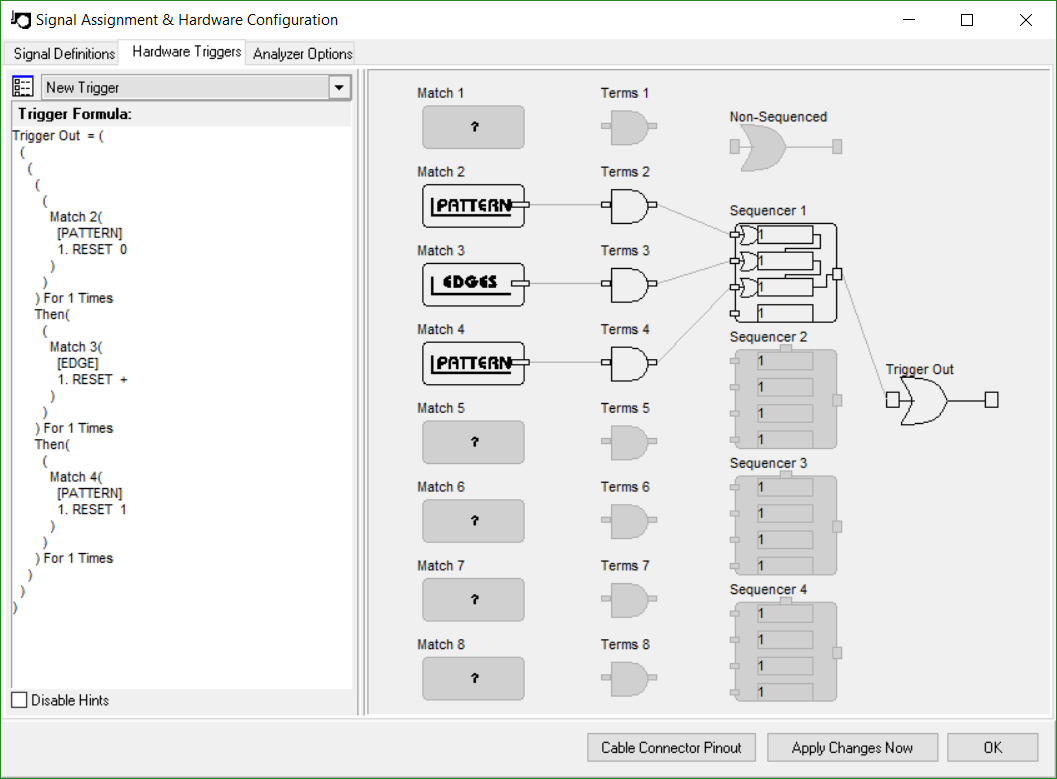 Signal Assignment & Hardware Configuration
Signal Definitions
Hardware Triggers
Analyzer Options
New Trigger
Trigger Formula:
Trigger Out = (
(
(
(
(
Match 2(
[PATTERN]
1. RESET 0
)
)
) For 1 Times
Then(
(
Match 3(
[EDGE]
1. RESET +
)
)
) For 1 Times
Then(
(
Match 4(
[PATTERN]
1. RESET 1
)
)
) For 1 Times
)
)
)
Disable Hints
Match 1
?
Match 2
PATTERN
Match 3
EDGES
Match 4
PATTERN
Match 5
?
Match 6
?
Match 7
?
Match 8
?
Terms 1
Terms 2
Terms 3
Terms 4
Terms 5
Terms 6
Terms 7
Terms 8
Non-Sequenced
Sequencer 1
1
1
1
1
Sequencer 2
1
1
1
1
Sequencer 3
1
1
1
1
Sequencer 4
1
1
1
1
Trigger Out
Cable Connector Pinout
Apply Changes Now
OK